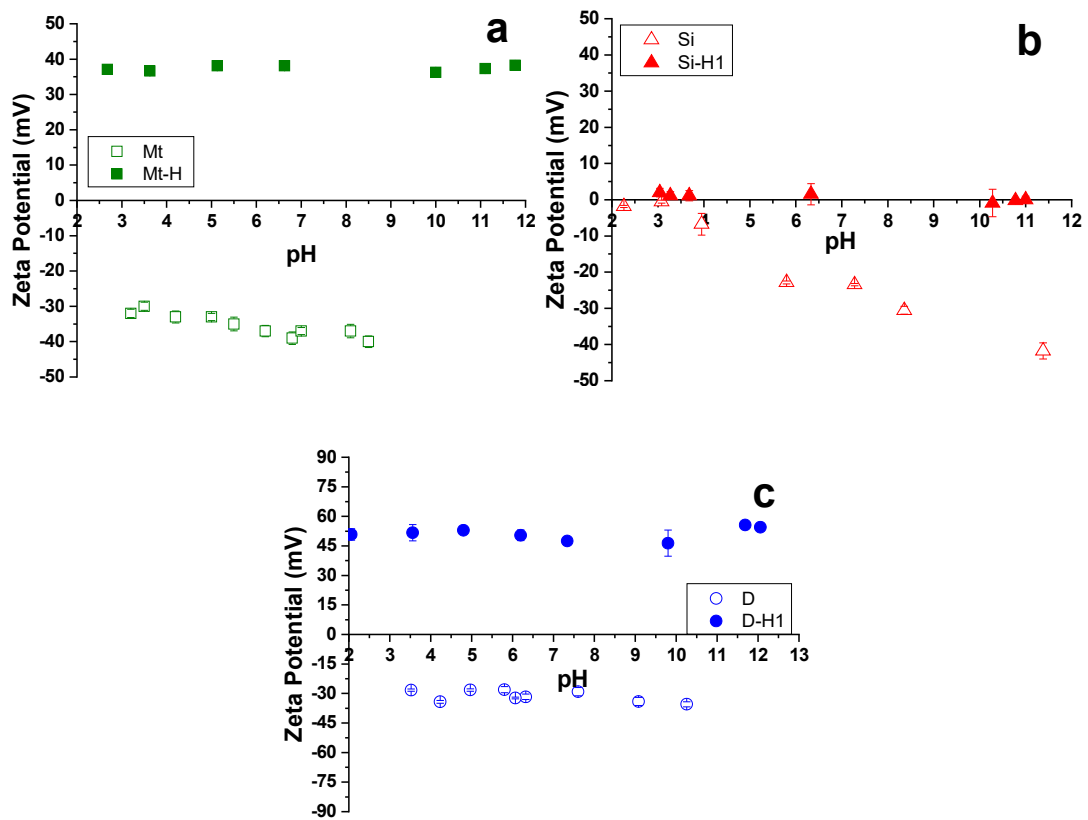 a
50
40
30
20
10
0
-10
-20
-30
-40
-50
Zeta Potential (mV)
Mt
Mt-H
2 3 4 5 6 7 8 9 10 11 12
pH
b
50
40
30
20
10
0
-10
-20
-30
-40
-50
Zeta Potential (mV)
Si
Si-H1
2 3 4 5 6 7 8 9 10 11 12
pH
c
90
75
60
45
30
15
0
-15
-30
-45
-60
-75
-90
Zeta Potential (mV)
D
D-H1
2 3 4 5 6 7 8 9 10 11 12 13
pH